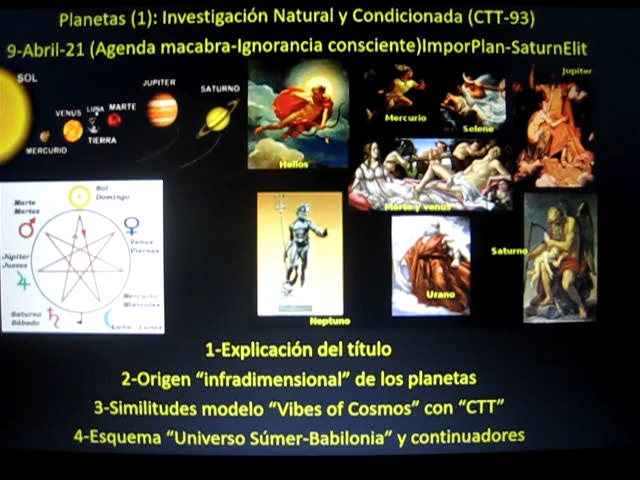 Planetas (1): Investigación Natural y Condicionada (CTT-93)
9-Abril-21 (Agenda macabra-Ignorancia consciente)ImporPlan-SaturnElit
SOL
MERCURIO
VENUS
LUNA
TIERRA
MARTE
JUPITER
SATURNO
Helios
Mercurio
Selene
Jupiter
Marte y venus
Sol
Domingo
Marte
Martes
Venus
Viernes
Júpiter
Jueves
Mercurio
Miércoles
Saturno
Sábado
Luna Lunes
Neptuno
Urano
Saturno
1-Explicación del título
2-Origen “infradimensional” de los planetas
3-Similitudes modelo “Vibes of Cosmos” con “CTT”
4-Esquema “Universo Súmer-Babilonia” y continuadores